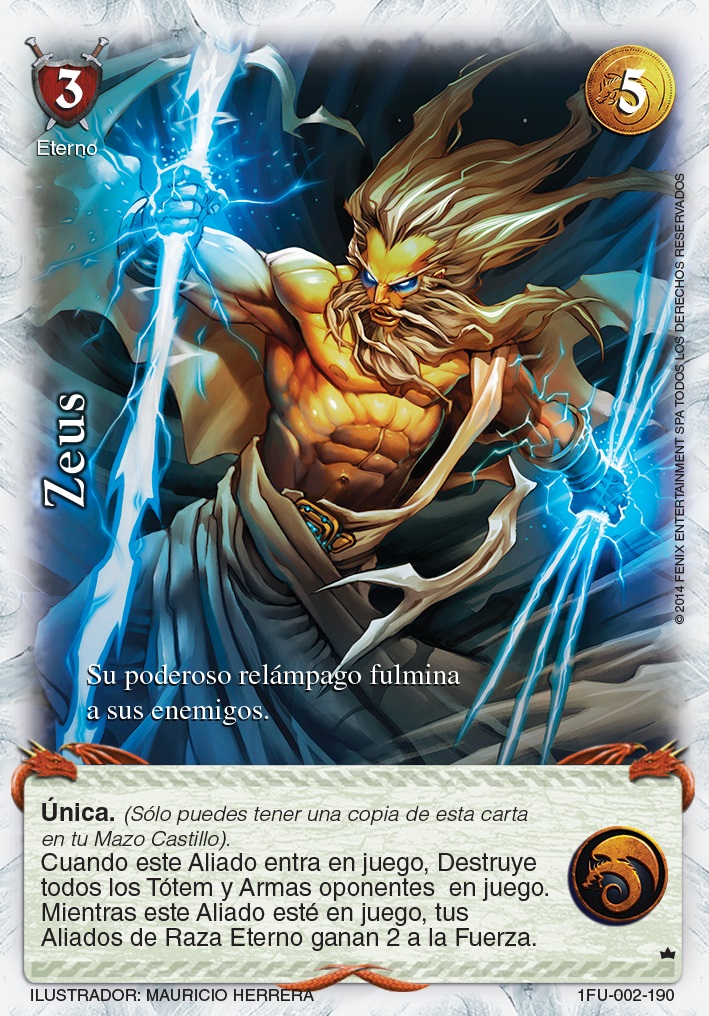 3
5
Eterno
© 2014 FENIX ENTERTAINMENT SPA TODOS LOS DERECHOS RESERVADOS
Zeus
Su poderoso relámpago fulmina
a sus enemigos.
Única. (Sólo puedes tener una copia de esta carta
en tu Mazo Castillo).
Cuando este Aliado entra en juego, Destruye
todos los Tótem y Armas oponentes en juego.
Mientras este Aliado esté en juego, tus
Aliados de Raza Eterno ganan 2 a la Fuerza.
ILUSTRADOR: MAURICIO HERRERA
1FU-002-190